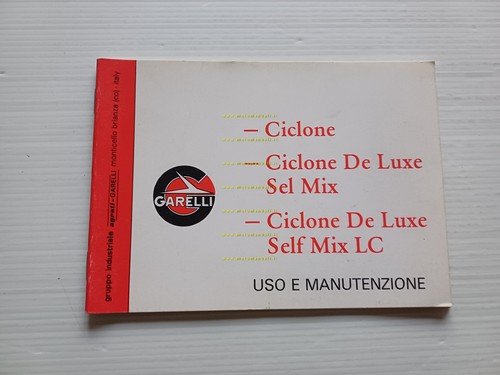 gruppo industriale agrati-GARELLI monticello brianza (co) - italy
GARELLI
— Ciclone
— Ciclone De Luxe
Sel Mix
— Ciclone De Luxe
Self Mix LC
USO E MANUTENZIONE